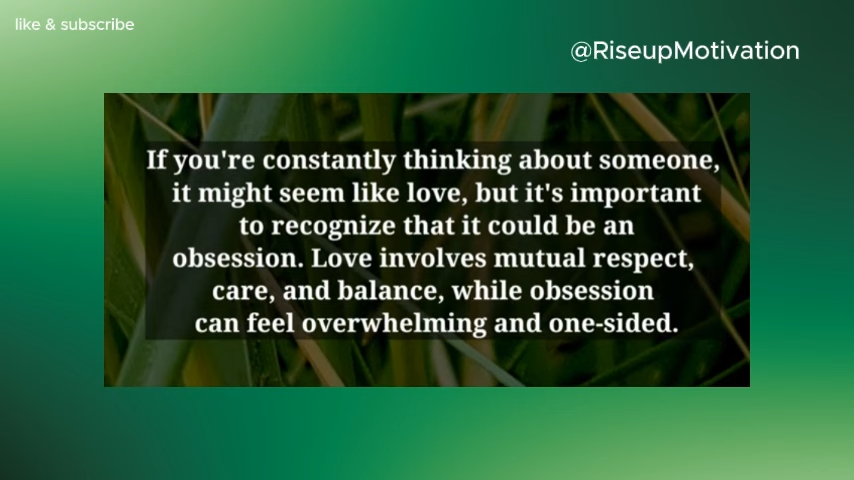 like & subscribe
@RiseupMotivation
If you're constantly thinking about someone,
it might seem like love, but it's important
to recognize that it could be an
obsession. Love involves mutual respect,
care, and balance, while obsession
can feel overwhelming and one-sided.